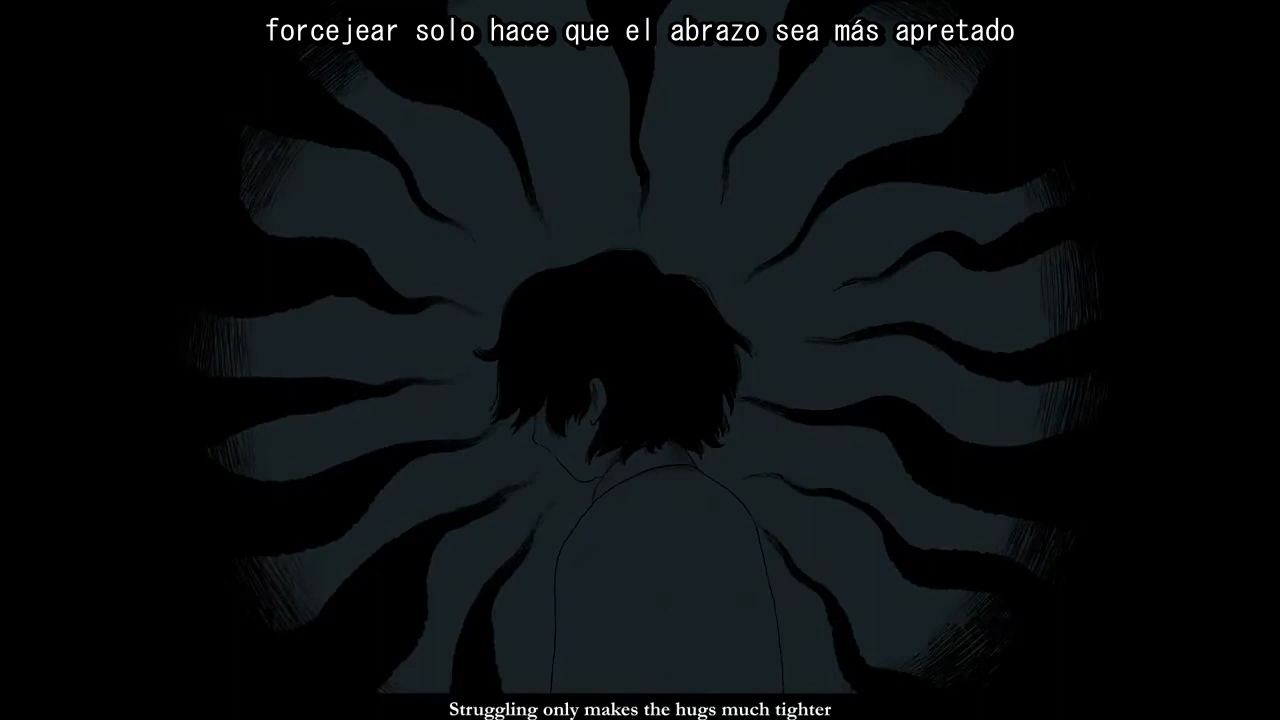 forcejear solo hace que el abrazo sea más apretado
Struggling only makes the hugs much tighter